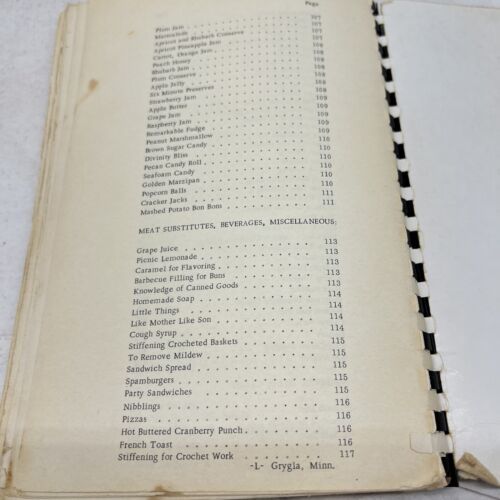 Page
Plum Jam . . . . . . . . . . 107
Marmalade . . . . . . . . . . 107
Apricot and Rhubarb Conserve . . . . . . . 107
Apricot Pineapple Jam . . . . . . . . 107
Carrot, Orange Jam . . . . . . . . . 108
Peach Honey . . . . . . . . . . 108
Rhubarb Jam . . . . . . . . . . 108
Plum Conserve . . . . . . . . . . 108
Apple Jelly . . . . . . . . . . 108
Six Minute Preserves . . . . . . . . . 108
Strawberry Jam . . . . . . . . . . 109
Apple Butter . . . . . . . . . . 109
Grape Jam . . . . . . . . . . 109
Raspberry Jam . . . . . . . . . . 109
Remarkable Fudge . . . . . . . . . 109
Peanut Marshmallow . . . . . . . . . 109
Brown Sugar Candy . . . . . . . . . 110
Divinity Bliss . . . . . . . . . . 110
Pecan Candy Roll . . . . . . . . . 110
Seafoam Candy . . . . . . . . . . 110
Golden Marzipan . . . . . . . . . . 110
Popcorn Balls . . . . . . . . . . 110
Cracker Jacks . . . . . . . . . . 111
Mashed Potato Bon Bons . . . . . . . . 111
MEAT SUBSTITUTES, BEVERAGES, MISCELLANEOUS:
Grape Juice . . . . . . . . . . 113
Picnic Lemonade . . . . . . . . . . 113
Caramel for Flavoring . . . . . . . . 113
Barbecue Filling for Buns . . . . . . . . 113
Knowledge of Canned Goods . . . . . . . 113
Homemade Soap . . . . . . . . . . 114
Little Things . . . . . . . . . . 114
Like Mother Like Son . . . . . . . . . 114
Cough Syrup . . . . . . . . . . 114
Stiffening Crocheted Baskets . . . . . . . 115
To Remove Mildew . . . . . . . . . 115
Sandwich Spread . . . . . . . . . . 115
Spamburgers . . . . . . . . . . 115
Party Sandwiches . . . . . . . . . 115
Nibblings . . . . . . . . . . 116
Pizzas . . . . . . . . . . 116
Hot Buttered Cranberry Punch . . . . . . . 116
French Toast . . . . . . . . . . 116
Stiffening for Crochet Work . . . . . . . . 117
-L- Grygla, Minn.